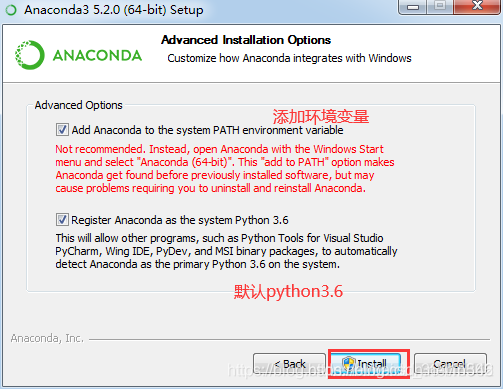 Anaconda3 5.2.0 (64-bit) Setup
ANACONDA
Advanced Installation Options
Customize how Anaconda integrates with Windows
Advanced Options
添加环境变量
Add Anaconda to the system PATH environment variable
Not recommended. Instead, open Anaconda with the Windows Start
menu and select "Anaconda (64-bit)". This "add to PATH" option makes
Anaconda get found before previously installed software, but may
cause problems requiring you to uninstall and reinstall Anaconda.
Register Anaconda as the system Python 3.6
This will allow other programs, such as Python Tools for Visual Studio
PyCharm, Wing IDE, PyDev, and MSI binary packages, to automatically
detect Anaconda as the primary Python 3.6 on the system.
默认python3.6
Anaconda, Inc.
< Back
Install
Cancel